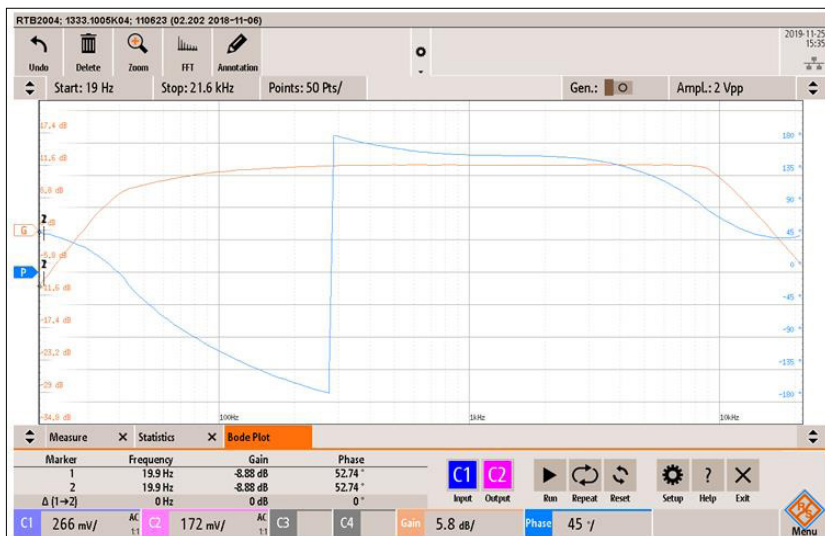 RTB2004; 1333.1005K04; 110623 (02.202 2018-11-06)
2019-11-25
15:35
Undo Delete Zoom FFT Annotation
Start: 19 Hz Stop: 21.6 kHz Points: 50 Pts/ Gen.: Ampl.: 2 Vpp
17.4 dB
180 °
11.6 dB
135 °
5.8 dB
90 °
2
dB
45 °
G
-5.8 dB
0 °
2
P
-11.6 dB
-45 °
-17.4 dB
-90 °
-23.2 dB
-135 °
-29 dB
-180 °
-34.8 dB
100Hz 1kHz 10kHz
Measure X Statistics X Bode Plot
Marker Frequency Gain Phase
1 19.9 Hz -8.88 dB 52.74 °
2 19.9 Hz -8.88 dB 52.74 °
Δ (1→2) 0 Hz 0 dB 0 °
C1 C2
Input Output Run Repeat Reset Setup Help Exit
C1 266 mV/ AC 1:1 C2 172 mV/ AC 1:1 C3 C4 Gain 5.8 dB/ Phase 45 °/
R&S
Menu